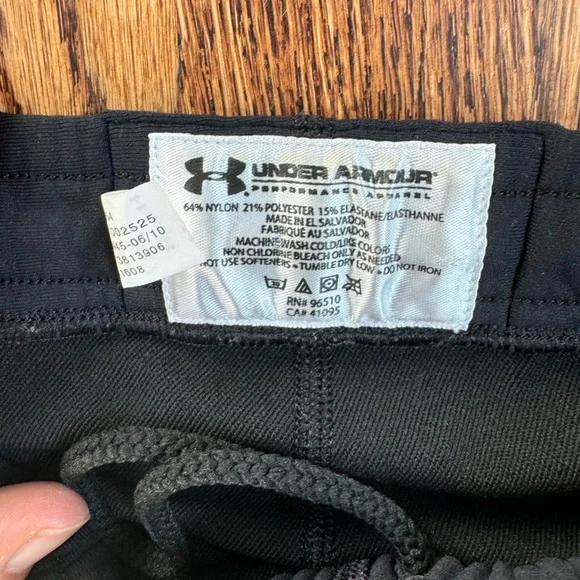 UNDER ARMOUR
PERFORMANCE APPAREL
64% NYLON 21% POLYESTER 15% ELASTANE/ELASTHANNE
MADE IN EL SALVADOR
FABRIQUÉ AU SALVADOR
MACHINE WASH COLD/LIKE COLORS
NON CHLORINE BLEACH ONLY AS NEEDED
NOT USE SOFTENERS • TUMBLE DRY LOW • DO NOT IRON
30
RN# 96510
CA# 41095
002525
45-06/10
3813906
1608